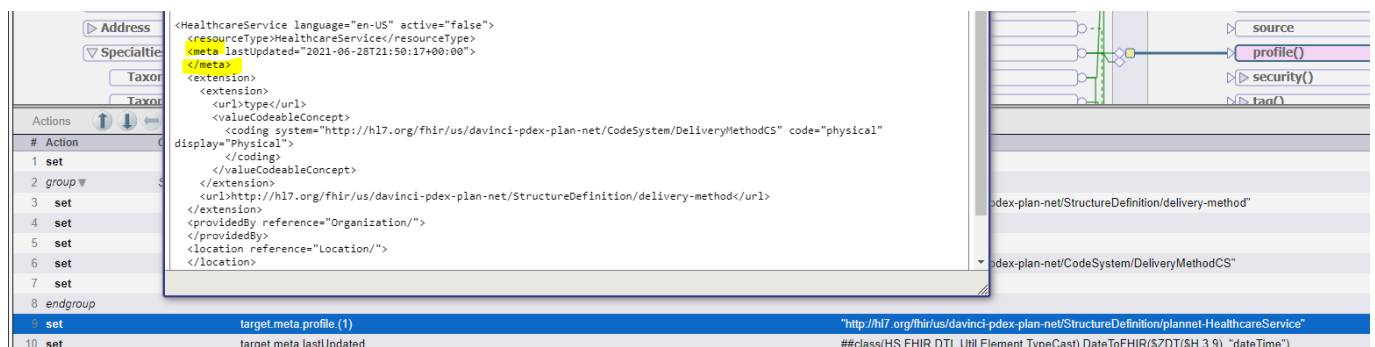 Address
Specialtie
Taxor
Taxor
<HealthcareService language="en-US" active="false">
<resourceType>HealthcareService</resourceType>
<meta lastUpdated="2021-06-28T21:50:17+00:00">
</meta>
<extension>
<extension>
<url>type</url>
<valueCodeableConcept>
<coding system="http://hl7.org/fhir/us/davinci-pdex-plan-net/CodeSystem/DeliveryMethodCS" code="physical"
display="Physical">
</coding>
</valueCodeableConcept>
</extension>
<url>http://hl7.org/fhir/us/davinci-pdex-plan-net/StructureDefinition/delivery-method</url>
</extension>
<providedBy reference="Organization/">
</providedBy>
<location reference="Location/">
</location>
source
profile()
security()
tag()
Actions
# Action
1 set
2 group
3 set dex-plan-net/StructureDefinition/delivery-method"
4 set
5 set
6 set dex-plan-net/CodeSystem/DeliveryMethodCS"
7 set
8 endgroup
9 set target.meta.profile.(1) "http://hl7.org/fhir/us/davinci-pdex-plan-net/StructureDefinition/plannet-HealthcareService"
10 set target.meta.lastUpdated ##class(HS.FHIR.DTL.Util.Element.TypeCast).DateToFHIR($ZDT($H,3,9), "dateTime")